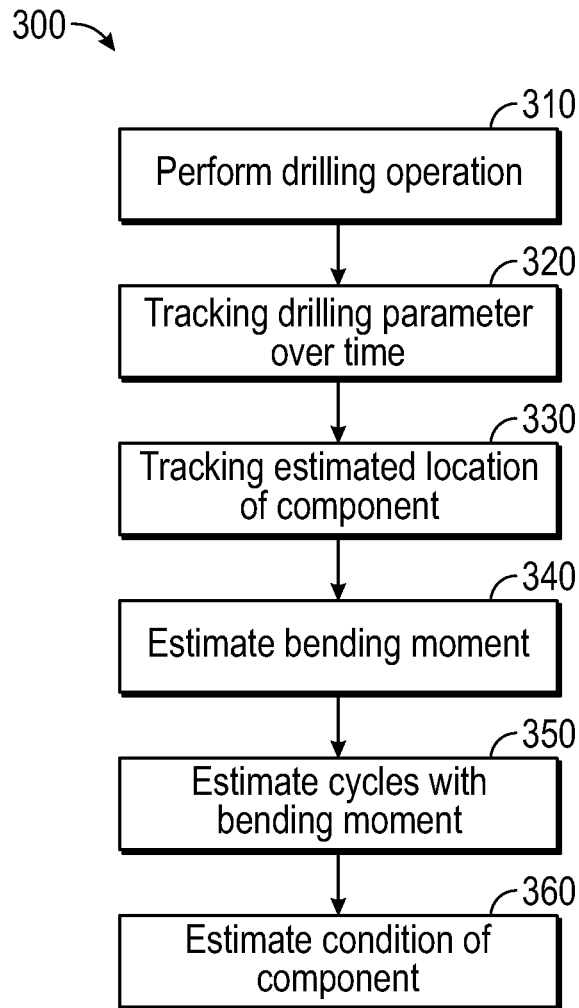 300
310
Perform drilling operation
320
Tracking drilling parameter
over time
330
Tracking estimated location
of component
340
Estimate bending moment
350
Estimate cycles with
bending moment
360
Estimate condition of
component